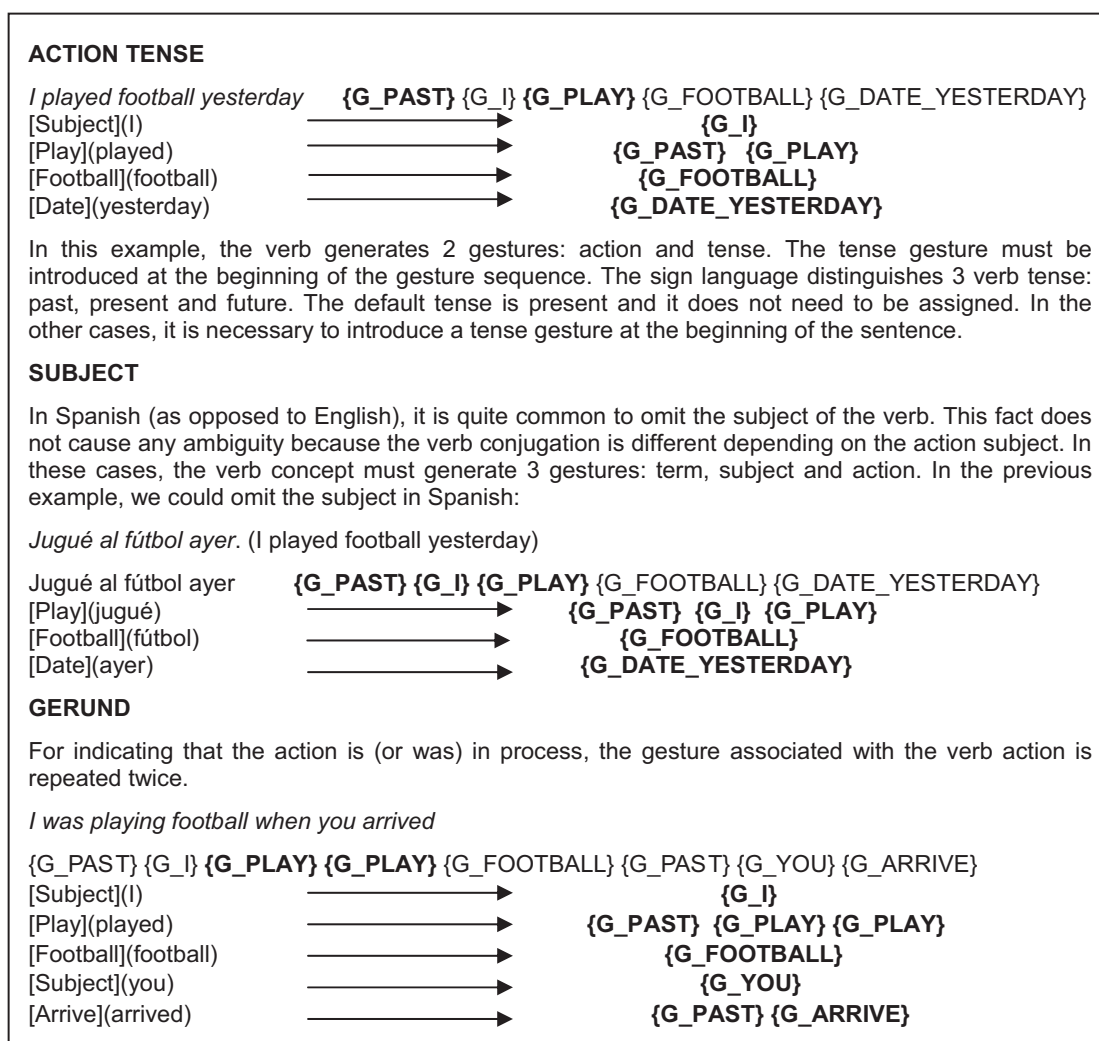 ACTION TENSE
I played football yesterday {G_PAST} {G_I} {G_PLAY} {G_FOOTBALL} {G_DATE_YESTERDAY}
[Subject](I) {G_I}
[Play](played) {G_PAST} {G_PLAY}
[Football](football) {G_FOOTBALL}
[Date](yesterday) {G_DATE_YESTERDAY}
In this example, the verb generates 2 gestures: action and tense. The tense gesture must be
introduced at the beginning of the gesture sequence. The sign language distinguishes 3 verb tense:
past, present and future. The default tense is present and it does not need to be assigned. In the
other cases, it is necessary to introduce a tense gesture at the beginning of the sentence.
SUBJECT
In Spanish (as opposed to English), it is quite common to omit the subject of the verb. This fact does
not cause any ambiguity because the verb conjugation is different depending on the action subject. In
these cases, the verb concept must generate 3 gestures: term, subject and action. In the previous
example, we could omit the subject in Spanish:
Jugué al fútbol ayer. (I played football yesterday)
Jugué al fútbol ayer {G_PAST} {G_I} {G_PLAY} {G_FOOTBALL} {G_DATE_YESTERDAY}
[Play](jugué) {G_PAST} {G_I} {G_PLAY}
[Football](fútbol) {G_FOOTBALL}
[Date](ayer) {G_DATE_YESTERDAY}
GERUND
For indicating that the action is (or was) in process, the gesture associated with the verb action is
repeated twice.
I was playing football when you arrived
{G_PAST} {G_I} {G_PLAY} {G_PLAY} {G_FOOTBALL} {G_PAST} {G_YOU} {G_ARRIVE}
[Subject](I) {G_I}
[Play](played) {G_PAST} {G_PLAY} {G_PLAY}
[Football](football) {G_FOOTBALL}
[Subject](you) {G_YOU}
[Arrive](arrived) {G_PAST} {G_ARRIVE}